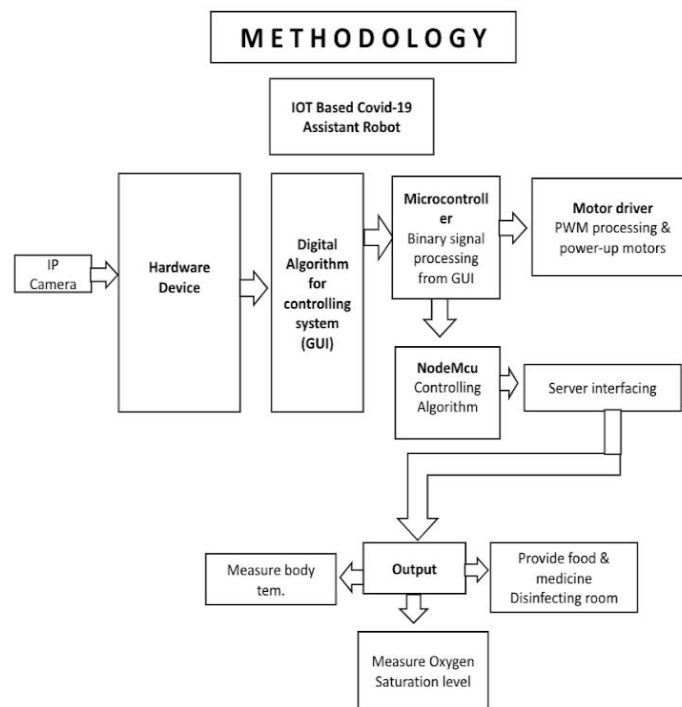 METHODOLOGY
IOT Based Covid-19
Assistant Robot
IP
Camera
Hardware
Device
Digital
Algorithm
for
controlling
system
(GUI)
Microcontroll
er
Binary signal
processing
from GUI
Motor driver
PWM processing &
power-up motors
NodeMcu
Controlling
Algorithm
Server interfacing
Measure body
tem.
Output
Provide food &
medicine
Disinfecting room
Measure Oxygen
Saturation level